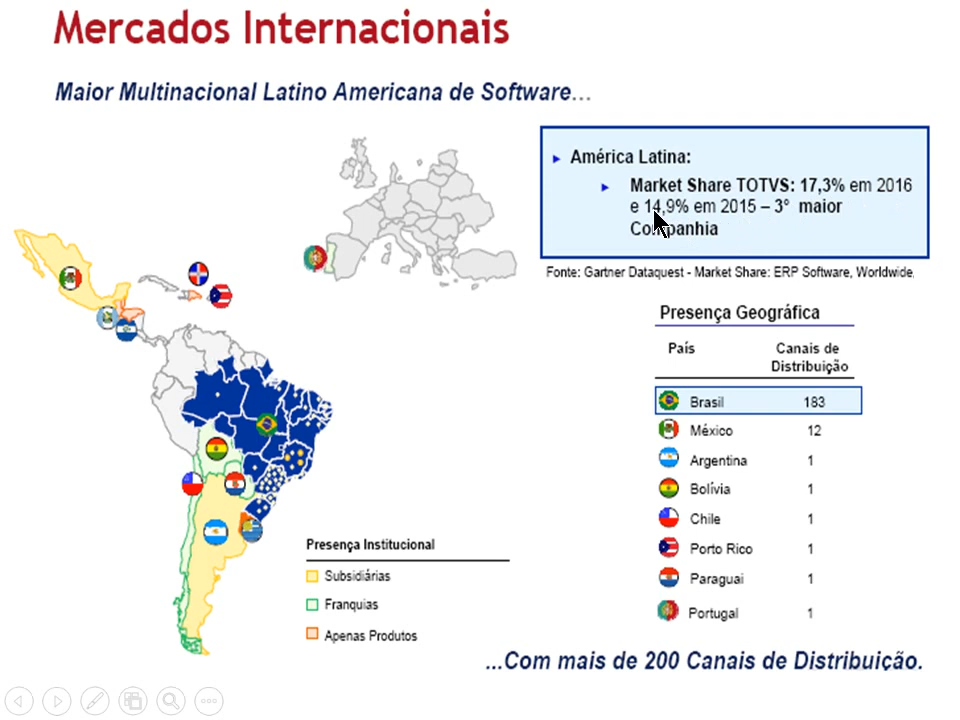 Mercados Internacionais
Maior Multinacional Latino Americana de Software...
América Latina:
Market Share TOTVS: 17,3% em 2016
e 14,9% em 2015 – 3° maior
Companhia
Fonte: Gartner Dataquest - Market Share: ERP Software, Worldwide.
Presença Geográfica
País Canais de
Distribuição
Brasil 183
México 12
Argentina 1
Bolívia 1
Chile 1
Porto Rico 1
Paraguai 1
Portugal 1
Presença Institucional
Subsidiárias
Franquias
Apenas Produtos
...Com mais de 200 Canais de Distribuição.